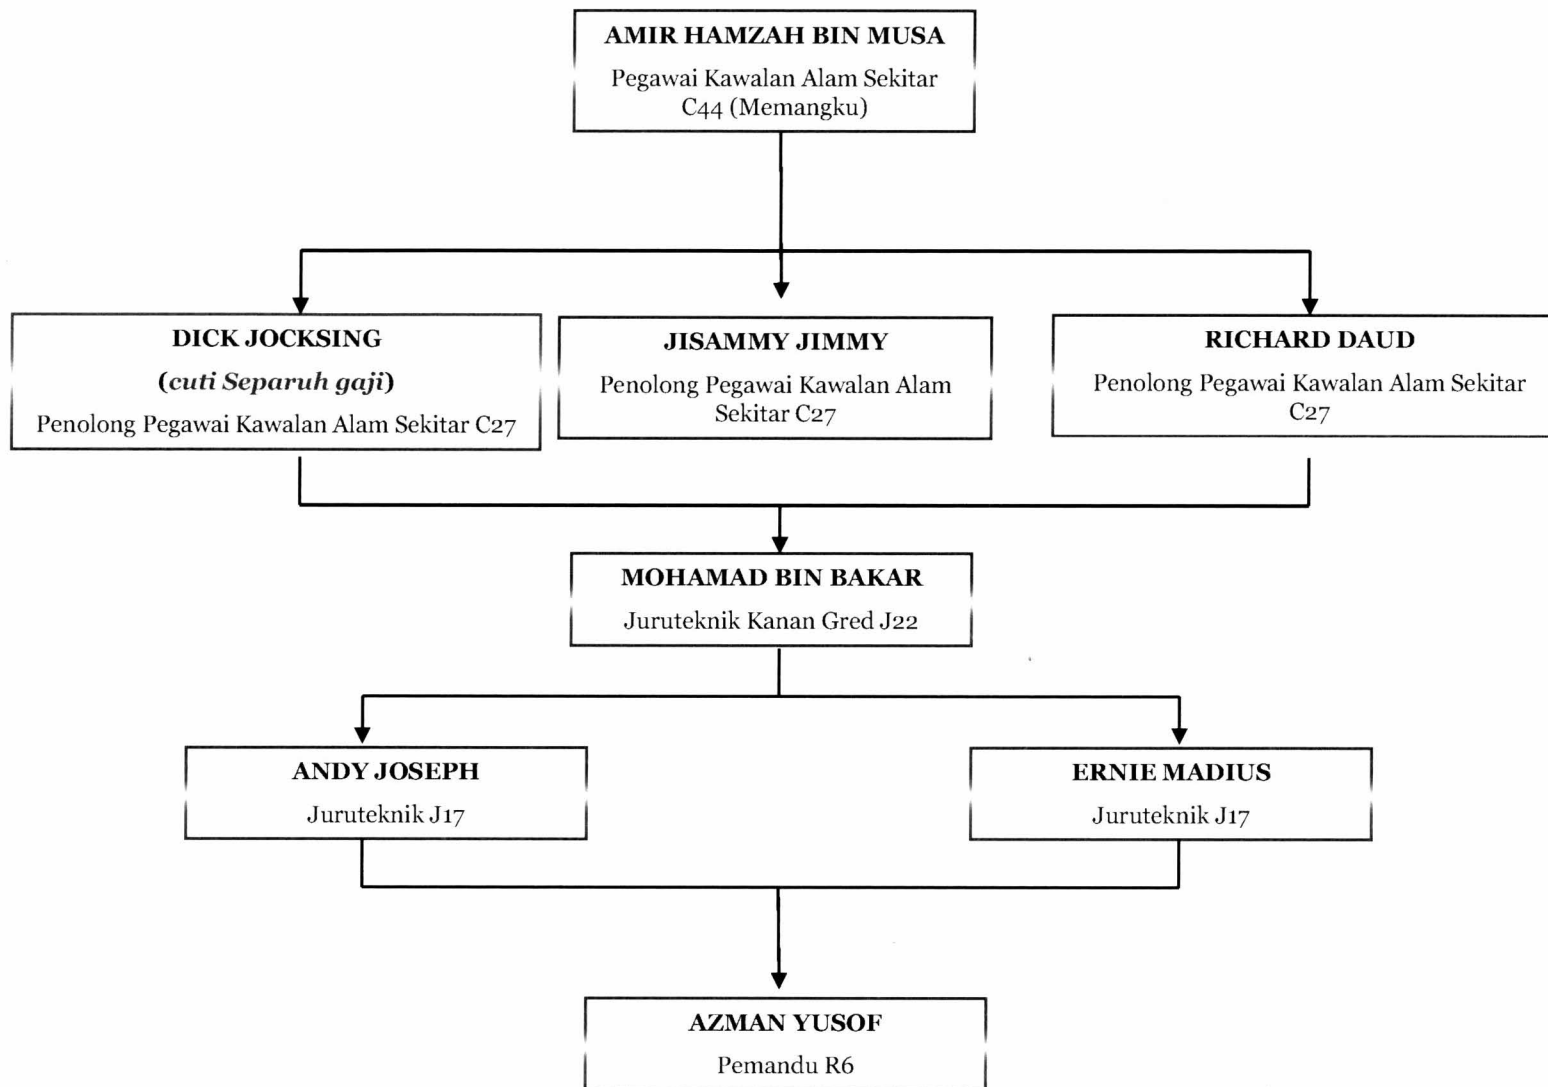 AMIR HAMZAH BIN MUSA
Pegawai Kawalan Alam Sekitar
C44 (Memangku)
DICK JOCKSING
(cuti Separuh gaji)
Penolong Pegawai Kawalan Alam Sekitar C27
JISAMMY JIMMY
Penolong Pegawai Kawalan Alam
Sekitar C27
RICHARD DAUD
Penolong Pegawai Kawalan Alam Sekitar
C27
MOHAMAD BIN BAKAR
Juruteknik Kanan Gred J22
ANDY JOSEPH
Juruteknik J17
ERNIE MADIUS
Juruteknik J17
AZMAN YUSOF
Pemandu R6